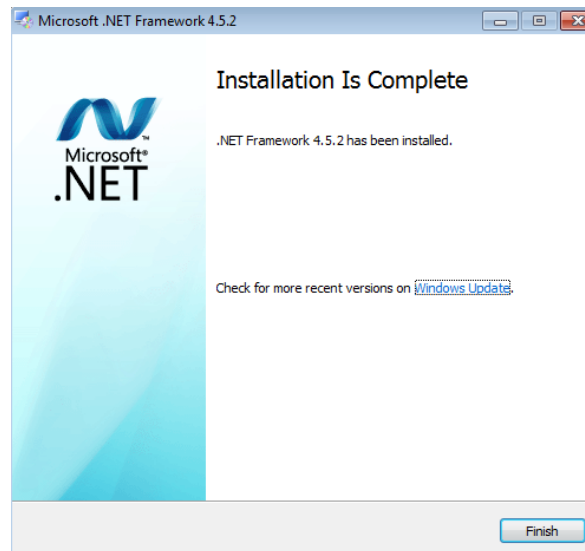 Microsoft .NET Framework 4.5.2
Installation Is Complete
Microsoft®
.NET
.NET Framework 4.5.2 has been installed.
Check for more recent versions on Windows Update.
Finish